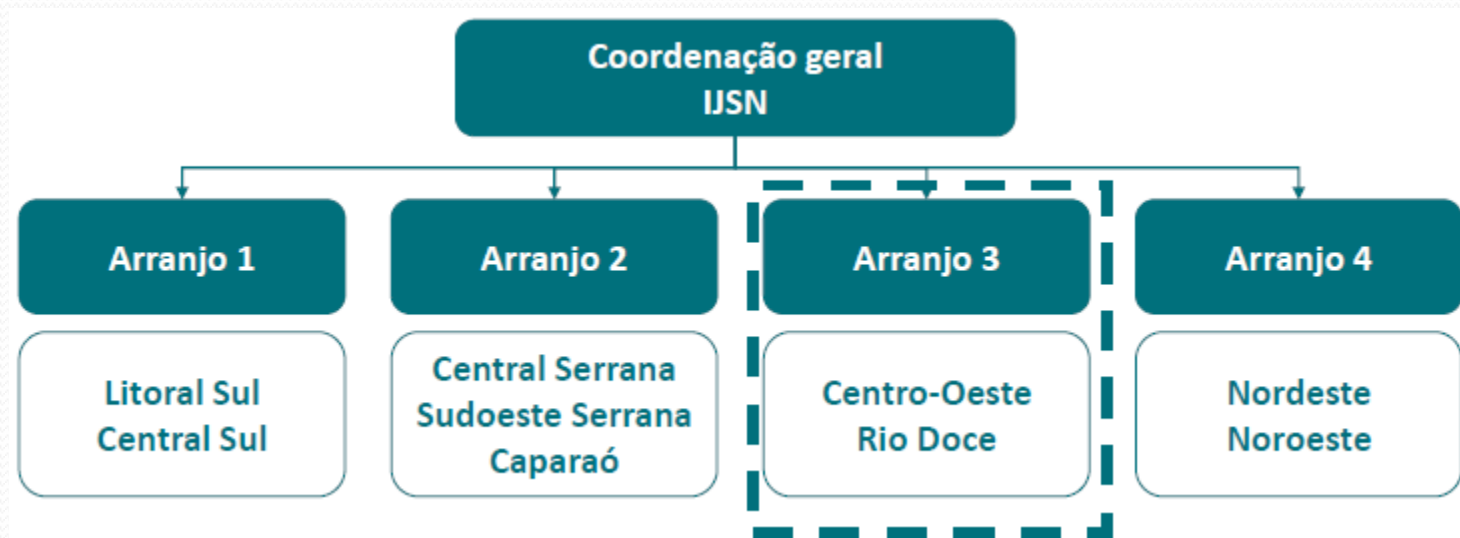 Coordenação geral
IJSN
Arranjo 1
Arranjo 2
Arranjo 3
Arranjo 4
Litoral Sul
Central Sul
Central Serrana
Sudoeste Serrana
Caparaó
Centro-Oeste
Rio Doce
Nordeste
Noroeste